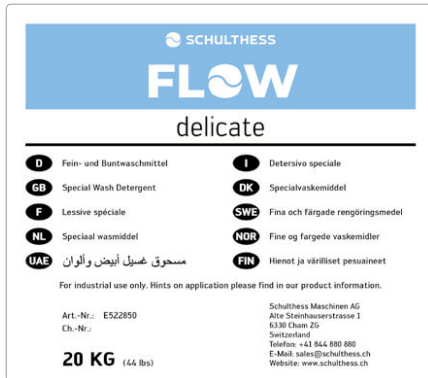 SCHULTHESS
FLOW
delicate
D Fein- und Buntwaschmittel
GB Special Wash Detergent
F Lessive spéciale
NL Speciaal wasmiddel
UAE مسحوق غسيل أبيض وألوان
I Detersivo speciale
DK Specialvaskemiddel
SWE Fina och färgade rengöringsmedel
NOR Fine og fargede vaskemidler
FIN Hienot ja värilliset pesuaineet
For industrial use only. Hints on application please find in our product information.
Art.-Nr.: E522850
Ch.-Nr.:
20 KG (44 lbs)
Schulthess Maschinen AG
Alte Steinhauserstrasse 1
6330 Cham ZG
Switzerland
Telefon: +41 844 880 880
E-Mail: sales@schulthess.ch
Website: www.schulthess.ch